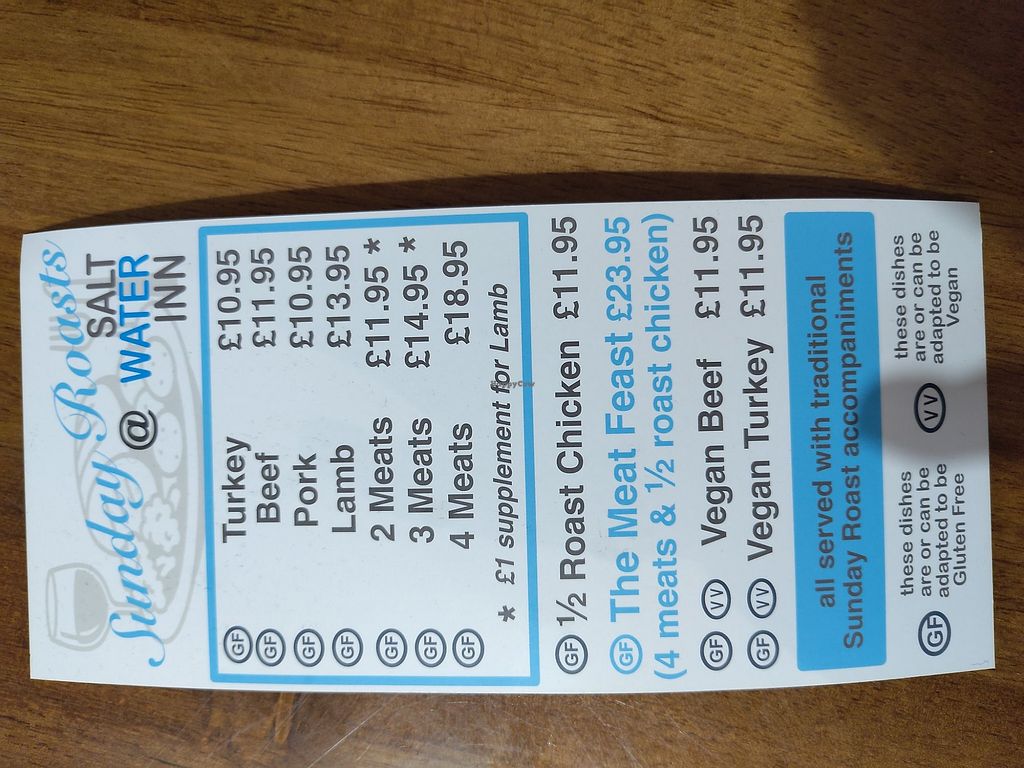 Sunday Roasts
@ SALT
WATER
INN
GF Turkey £10.95
GF Beef £11.95
GF Pork £10.95
GF Lamb £13.95
GF 2 Meats £11.95 *
GF 3 Meats £14.95 *
GF 4 Meats £18.95
* £1 supplement for Lamb
GF ½ Roast Chicken £11.95
GF The Meat Feast £23.95
(4 meats & ½ roast chicken)
GF VV Vegan Beef £11.95
GF VV Vegan Turkey £11.95
all served with traditional
Sunday Roast accompaniments
GF these dishes
are or can be
adapted to be
Gluten Free
VV these dishes
are or can be
adapted to be
Vegan
HappyCow